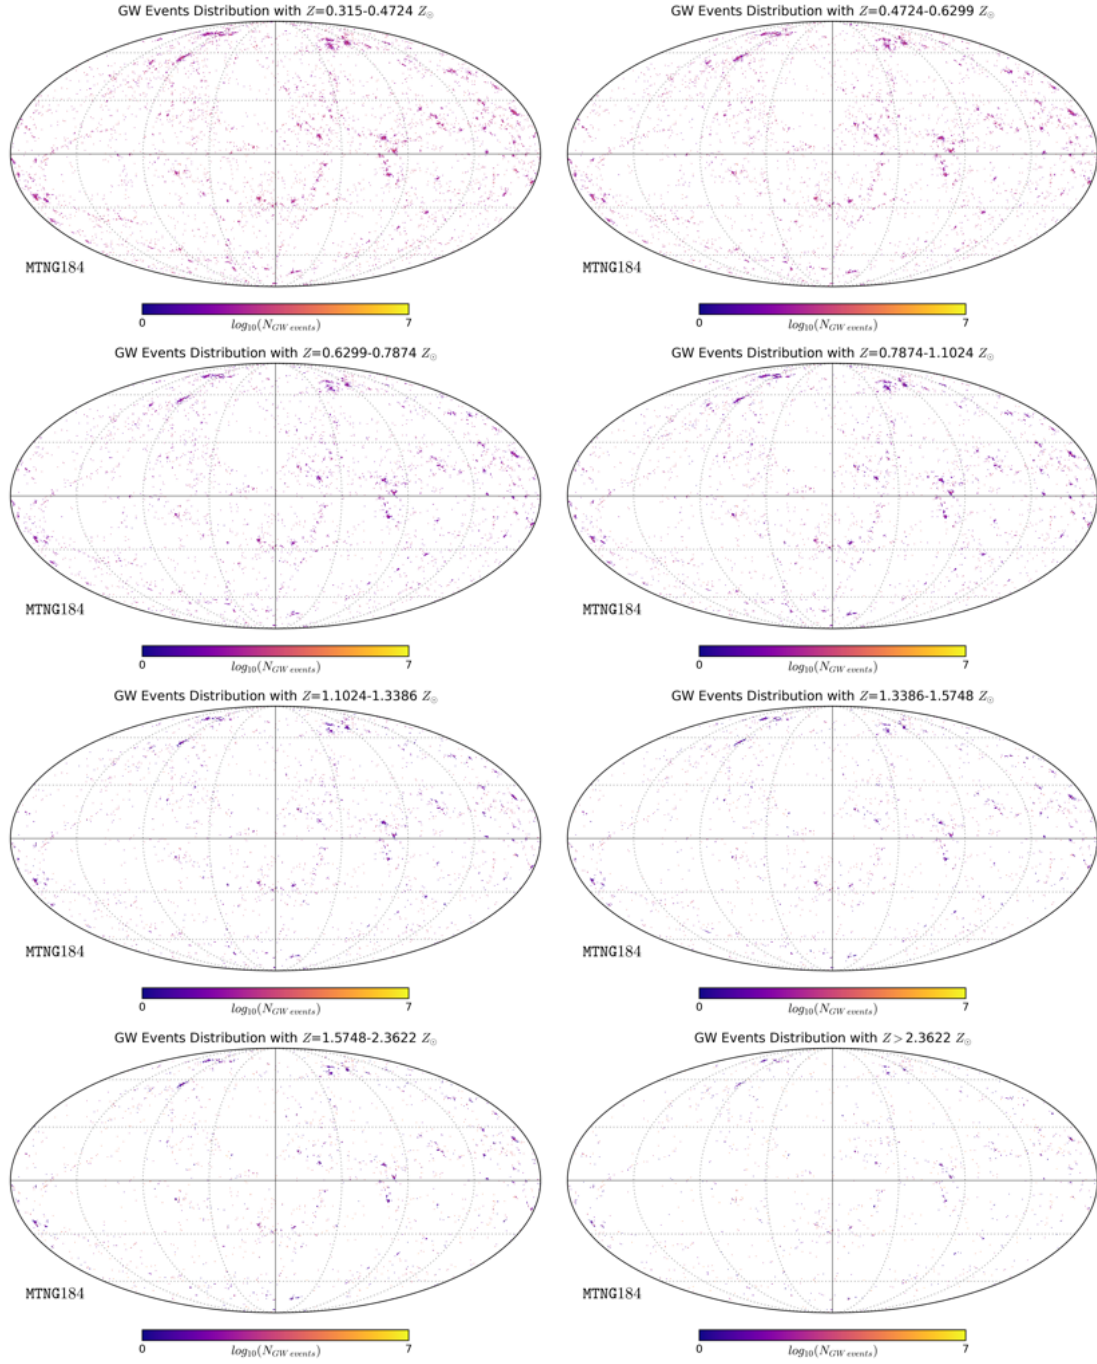 GW Events Distribution with Z=0.315-0.4724 Z⊙
GW Events Distribution with Z=0.4724-0.6299 Z⊙
MTNG184
MTNG184
0 7
log10(NGW events)
0 7
log10(NGW events)
GW Events Distribution with Z=0.6299-0.7874 Z⊙
GW Events Distribution with Z=0.7874-1.1024 Z⊙
MTNG184
MTNG184
0 7
log10(NGW events)
0 7
log10(NGW events)
GW Events Distribution with Z=1.1024-1.3386 Z⊙
GW Events Distribution with Z=1.3386-1.5748 Z⊙
MTNG184
MTNG184
0 7
log10(NGW events)
0 7
log10(NGW events)
GW Events Distribution with Z=1.5748-2.3622 Z⊙
GW Events Distribution with Z>2.3622 Z⊙
MTNG184
MTNG184
0 7
log10(NGW events)
0 7
log10(NGW events)